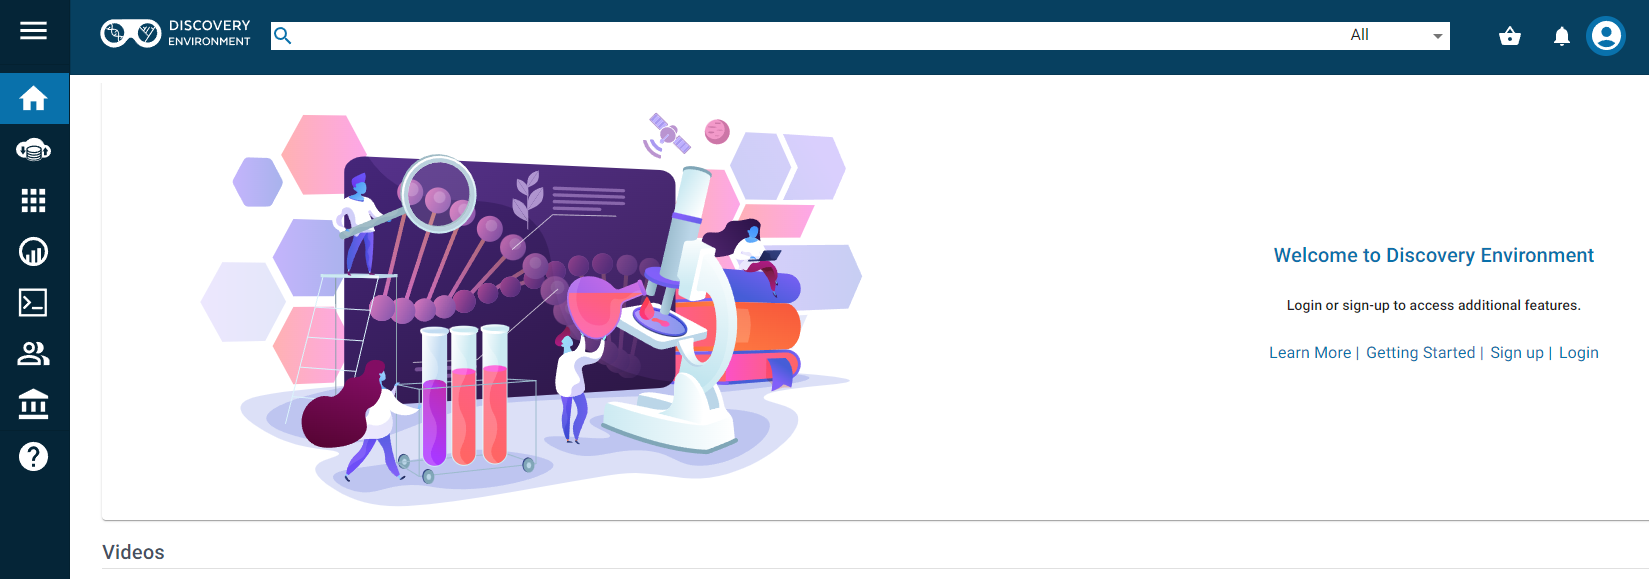 DISCOVERY
ENVIRONMENT
All
Welcome to Discovery Environment
Login or sign-up to access additional features.
Learn More | Getting Started | Sign up | Login
Videos